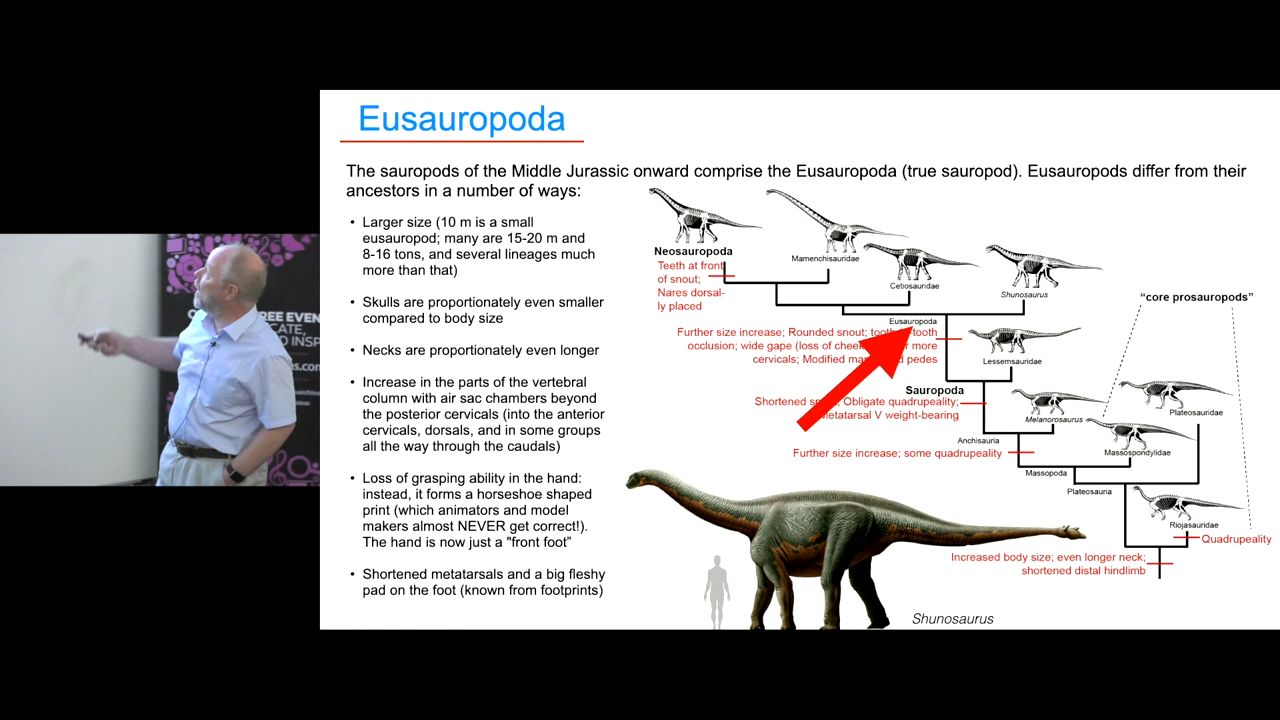 Eusauropoda
The sauropods of the Middle Jurassic onward comprise the Eusauropoda (true sauropod). Eusauropods differ from their
ancestors in a number of ways:
• Larger size (10 m is a small
eusauropod; many are 15-20 m and
8-16 tons, and several lineages much
more than that)
• Skulls are proportionately even smaller
compared to body size
• Necks are proportionately even longer
• Increase in the parts of the vertebral
column with air sac chambers beyond
the posterior cervicals (into the anterior
cervicals, dorsals, and in some groups
all the way through the caudals)
• Loss of grasping ability in the hand:
instead, it forms a horseshoe shaped
print (which animators and model
makers almost NEVER get correct!).
The hand is now just a "front foot”
• Shortened metatarsals and a big fleshy
pad on the foot (known from footprints)
Neosauropoda
Teeth at front
of snout;
Nares dorsal-
ly placed
Mamenchisauridae
Cetiosauridae
Shunosaurus
“core prosauropods”
Eusauropoda
Further size increase; Rounded snout; tooth
occlusion; wide gape (loss of more
cervicals; Modified pedes
Lessemsauridae
Sauropoda
Shortened Obligate quadrupeality;
V weight-bearing
Melanorosaurus
Plateosauridae
Anchisauria
Massospondylidae
Further size increase; some quadrupeality
Massopoda
Plateosauria
Riojasauridae
Quadrupeality
Increased body size; even longer neck;
shortened distal hindlimb
Shunosaurus